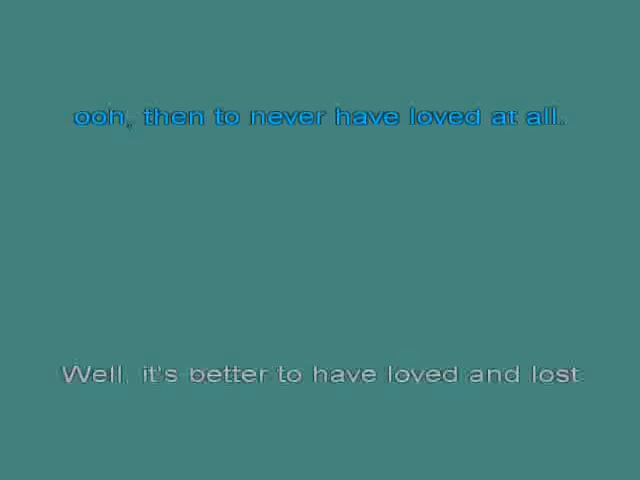 ooh, then to never have loved at all.
Well, it's better to have loved and lost